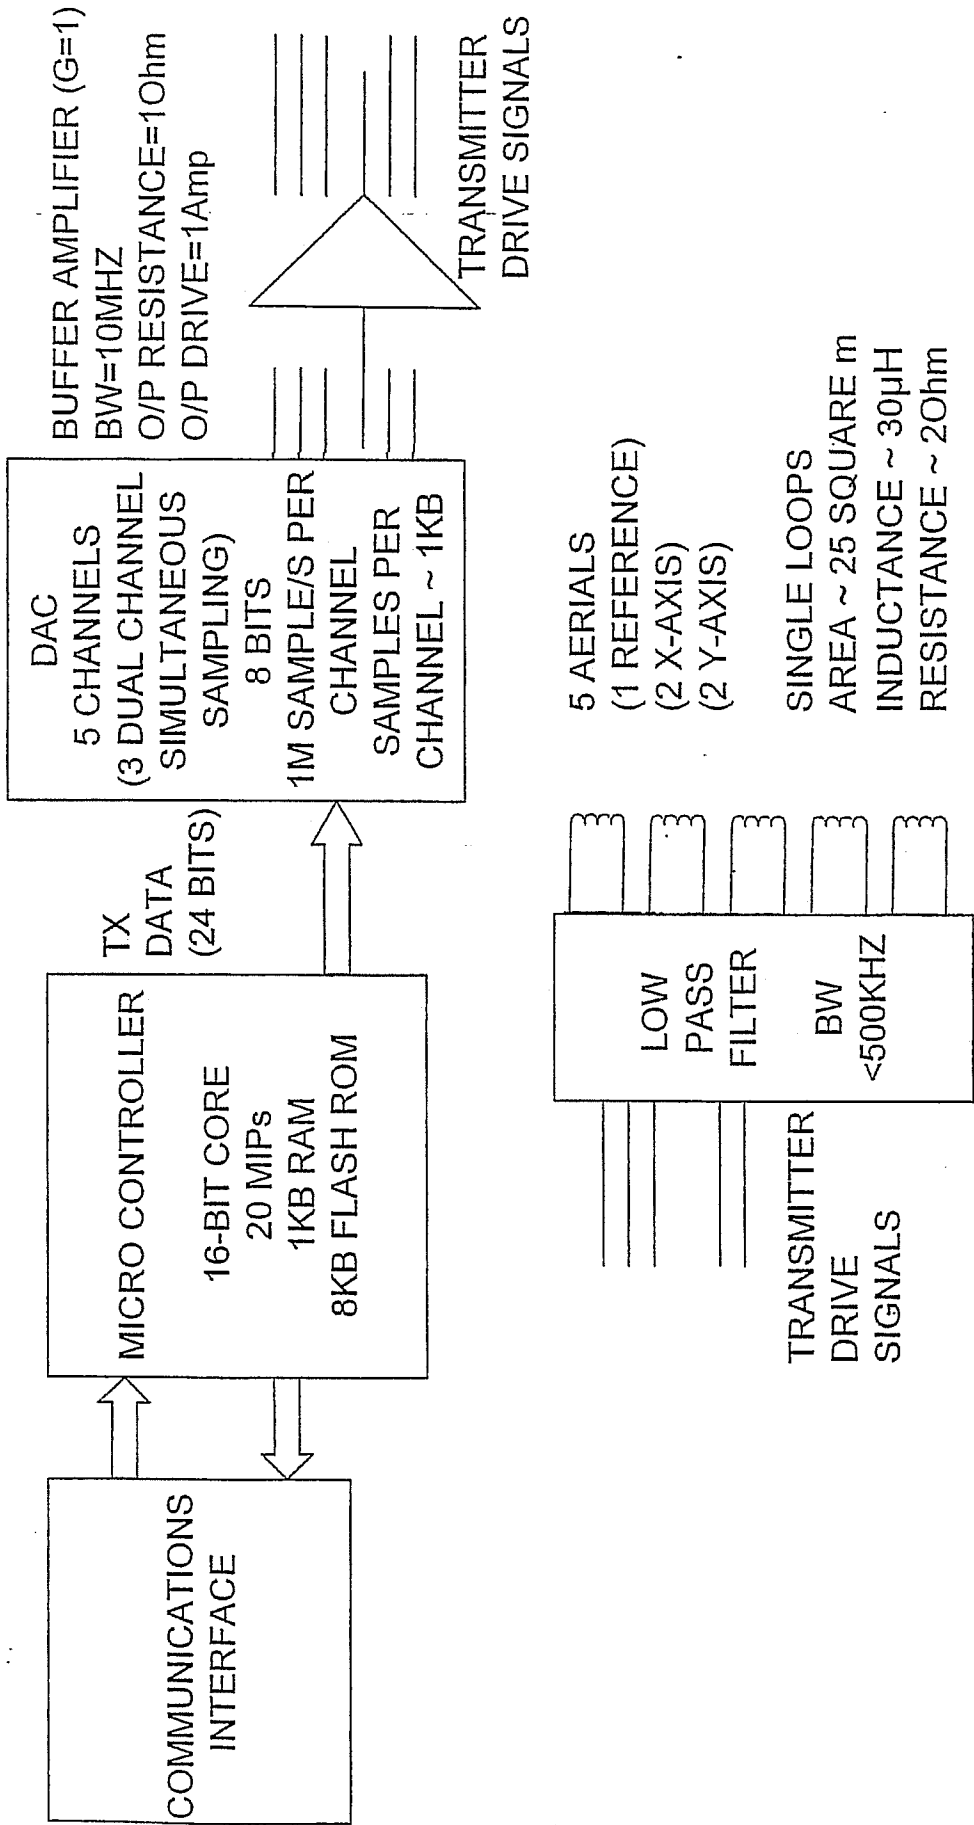 COMMUNICATIONS
INTERFACE
MICRO CONTROLLER
16-BIT CORE
20 MIPs
1KB RAM
8KB FLASH ROM
TX
DATA
(24 BITS)
DAC
5 CHANNELS
(3 DUAL CHANNEL
SIMULTANEOUS
SAMPLING)
8 BITS
1M SAMPLE/S PER
CHANNEL
SAMPLES PER
CHANNEL ~ 1KB
BUFFER AMPLIFIER (G=1)
BW=10MHZ
O/P RESISTANCE=1Ohm
O/P DRIVE=1Amp
TRANSMITTER
DRIVE SIGNALS
TRANSMITTER
DRIVE
SIGNALS
LOW
PASS
FILTER
BW
<500KHZ
5 AERIALS
(1 REFERENCE)
(2 X-AXIS)
(2 Y-AXIS)
SINGLE LOOPS
AREA ~ 25 SQUARE m
INDUCTANCE ~ 30µH
RESISTANCE ~ 2Ohm